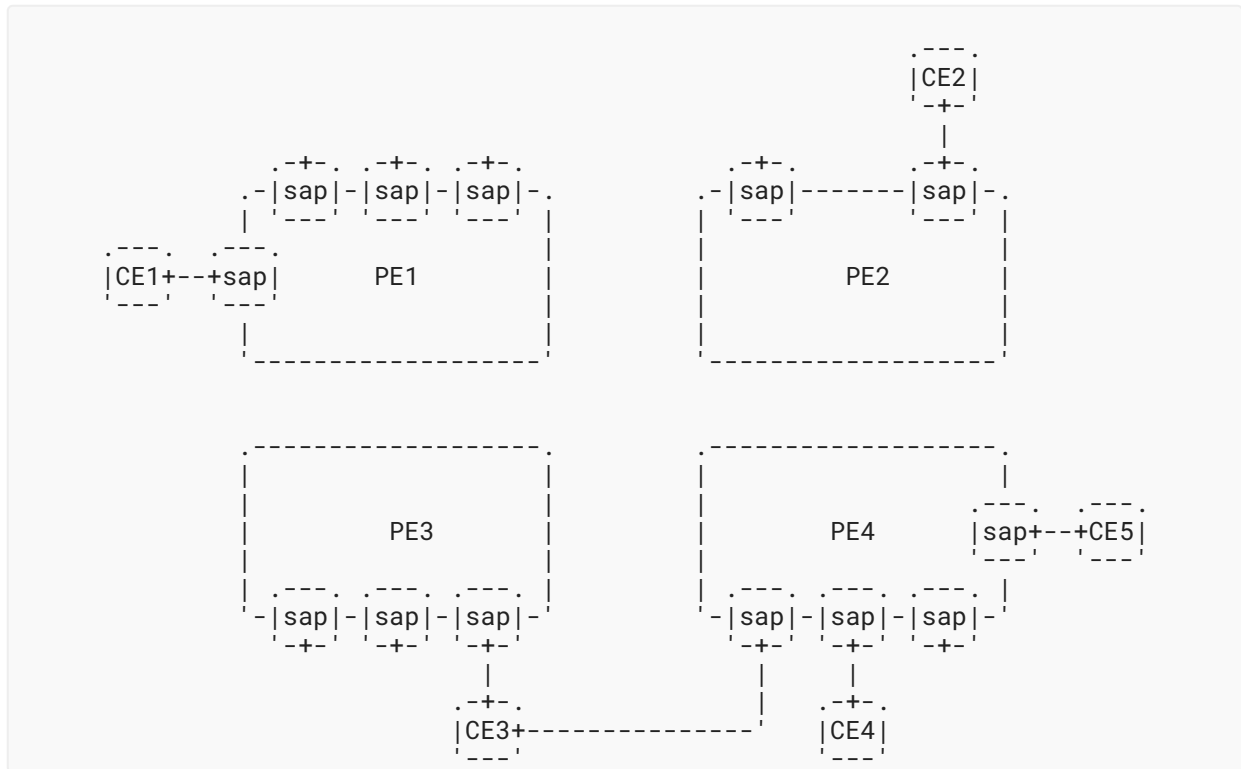 .---.
                                                     |CE2|
                                                     '-+-'
                                                       |
           .-+-. .-+-. .-+-.               .-+-.       .-+-.
         .-|sap|-|sap|-|sap|-.           .-|sap|-------|sap|-.
         | '---' '---' '---' |           | '---'       '---' |
.---.  .---.                 |           |                   |
|CE1+--+sap|      PE1        |           |        PE2        |
'---'  '---'                 |           |                   |
         |                   |           |                   |
         '-------------------'           '-------------------'
         .-------------------.           .-------------------.
         |                   |           |                   |
         |                   |           |                 .---.  .---.
         |        PE3        |           |       PE4       |sap+--+CE5|
         |                   |           |                 '---'  '---'
         | .---. .---. .---. |           | .---. .---. .---. |
         '-|sap|-|sap|-|sap|-'           '-|sap|-|sap|-|sap|-'
           '-+-' '-+-' '-+-'               '-+-' '-+-' '-+-'
                         |                   |     |
                       .-+-.                 |   .-+-.
                       |CE3+-----------------'   |CE4|
                       '---'                     '---'